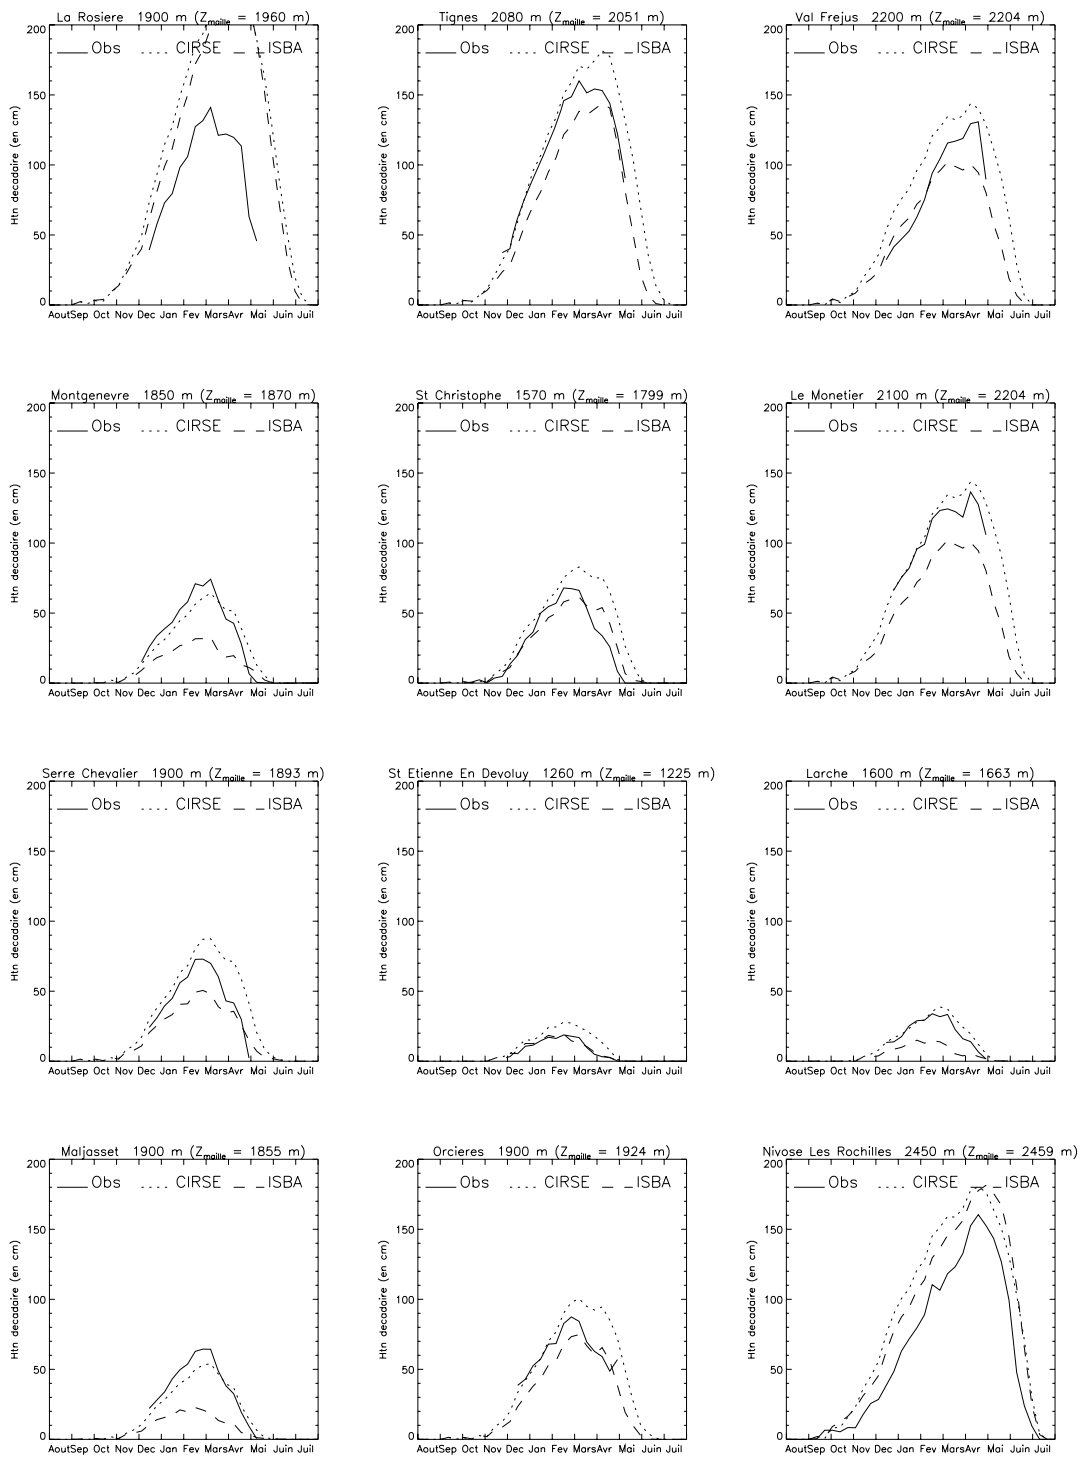 La Rosiere 1900 m (Zmaille = 1960 m)
Obs CIRSE ISBA
Htn decadaire (en cm)
200
150
100
50
0
AoutSep Oct Nov Dec Jan Fev MarsAvr Mai Juin Juil
Tignes 2080 m (Zmaille = 2051 m)
Obs CIRSE ISBA
Htn decadaire (en cm)
200
150
100
50
0
AoutSep Oct Nov Dec Jan Fev MarsAvr Mai Juin Juil
Val Frejus 2200 m (Zmaille = 2204 m)
Obs CIRSE ISBA
Htn decadaire (en cm)
200
150
100
50
0
AoutSep Oct Nov Dec Jan Fev MarsAvr Mai Juin Juil
Montgenevre 1850 m (Zmaille = 1870 m)
Obs CIRSE ISBA
Htn decadaire (en cm)
200
150
100
50
0
AoutSep Oct Nov Dec Jan Fev MarsAvr Mai Juin Juil
St Christophe 1570 m (Zmaille = 1799 m)
Obs CIRSE ISBA
Htn decadaire (en cm)
200
150
100
50
0
AoutSep Oct Nov Dec Jan Fev MarsAvr Mai Juin Juil
Le Monetier 2100 m (Zmaille = 2204 m)
Obs CIRSE ISBA
Htn decadaire (en cm)
200
150
100
50
0
AoutSep Oct Nov Dec Jan Fev MarsAvr Mai Juin Juil
Serre Chevalier 1900 m (Zmaille = 1893 m)
Obs CIRSE ISBA
Htn decadaire (en cm)
200
150
100
50
0
AoutSep Oct Nov Dec Jan Fev MarsAvr Mai Juin Juil
St Etienne En Devoluy 1260 m (Zmaille = 1225 m)
Obs CIRSE ISBA
Htn decadaire (en cm)
200
150
100
50
0
AoutSep Oct Nov Dec Jan Fev MarsAvr Mai Juin Juil
Larche 1600 m (Zmaille = 1663 m)
Obs CIRSE ISBA
Htn decadaire (en cm)
200
150
100
50
0
AoutSep Oct Nov Dec Jan Fev MarsAvr Mai Juin Juil
Maljasset 1900 m (Zmaille = 1855 m)
Obs CIRSE ISBA
Htn decadaire (en cm)
200
150
100
50
0
AoutSep Oct Nov Dec Jan Fev MarsAvr Mai Juin Juil
Orcieres 1900 m (Zmaille = 1924 m)
Obs CIRSE ISBA
Htn decadaire (en cm)
200
150
100
50
0
AoutSep Oct Nov Dec Jan Fev MarsAvr Mai Juin Juil
Nivose Les Rochilles 2450 m (Zmaille = 2459 m)
Obs CIRSE ISBA
Htn decadaire (en cm)
200
150
100
50
0
AoutSep Oct Nov Dec Jan Fev MarsAvr Mai Juin Juil